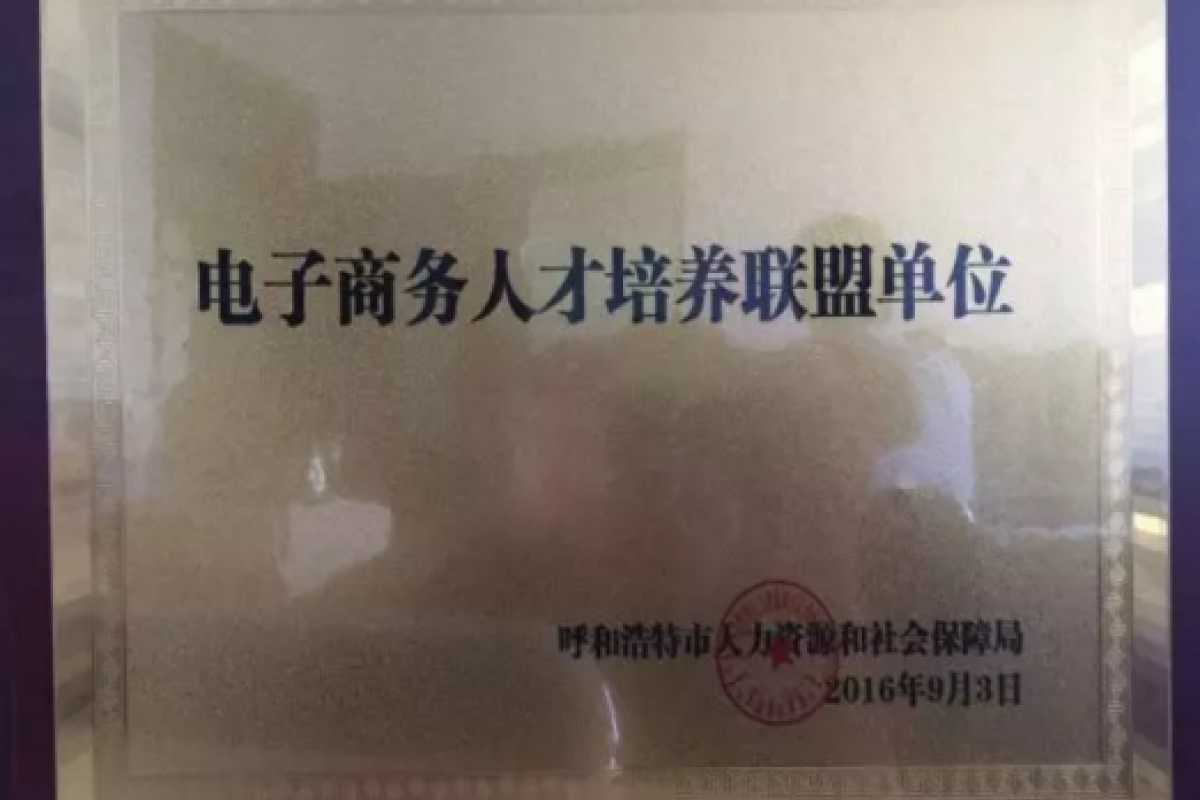 电子商务人才培养联盟单位
呼和浩特市人力资源和社会保障局
2016年9月3日